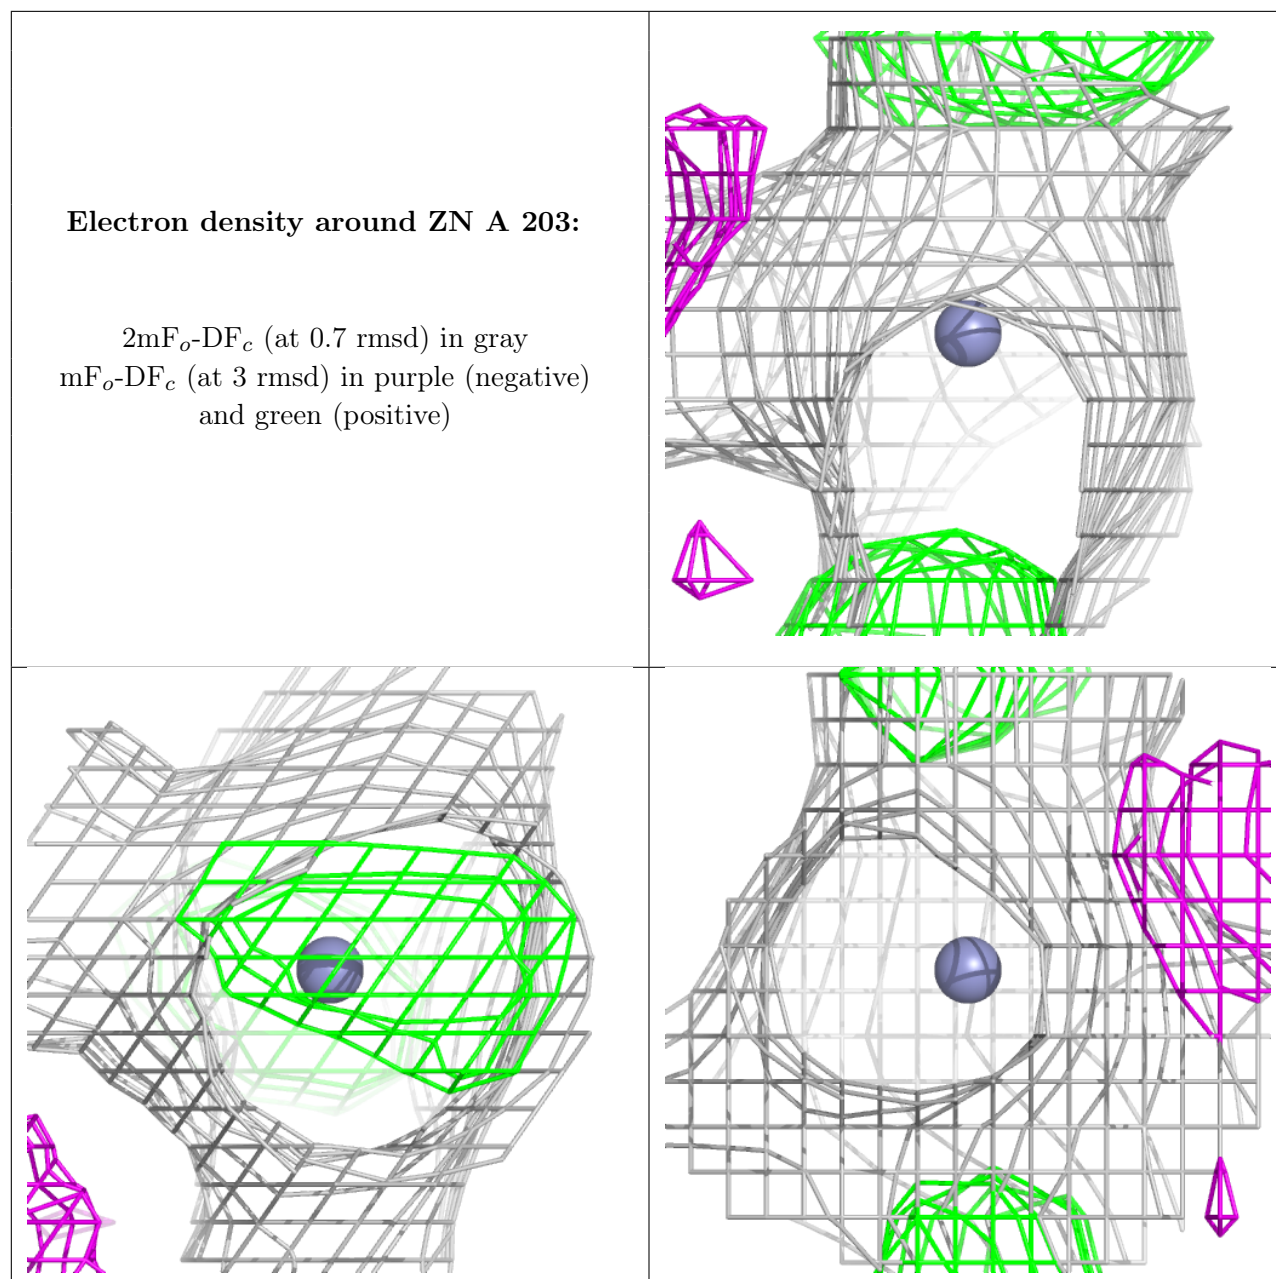 Electron density around ZN A 203:
2mFo-DFc (at 0.7 rmsd) in gray
mFo-DFc (at 3 rmsd) in purple (negative)
and green (positive)